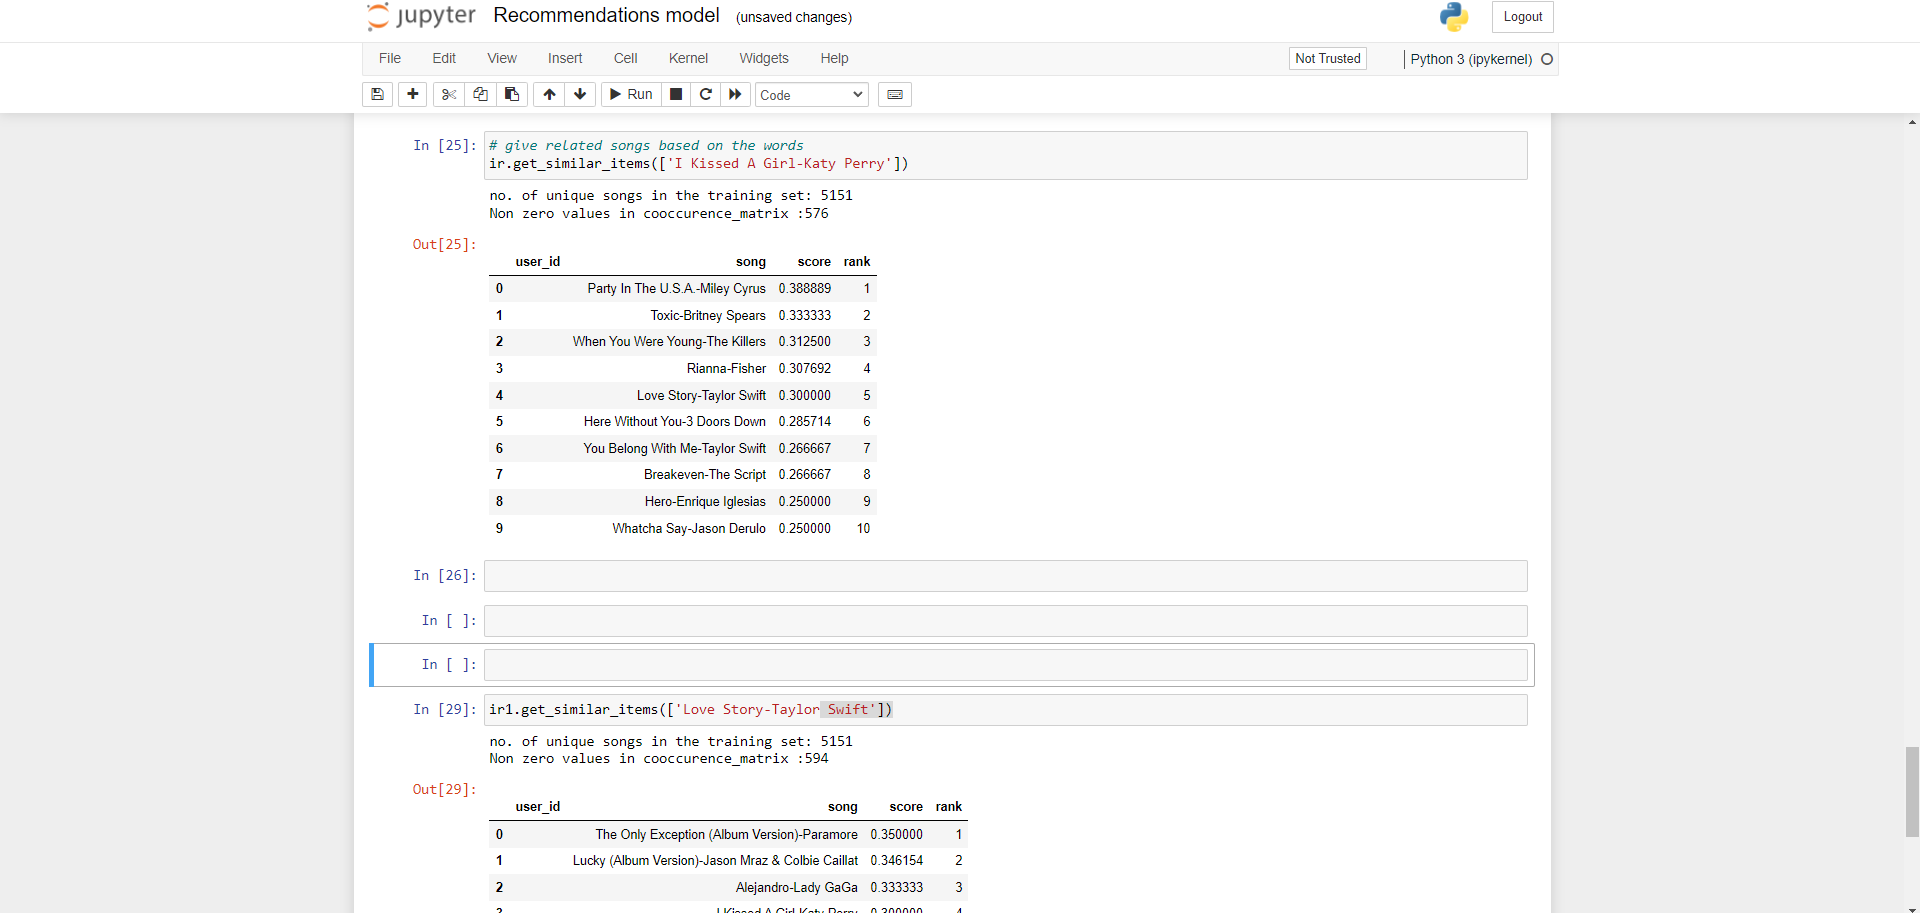 jupyter Recommendations model (unsaved changes) Logout
File Edit View Insert Cell Kernel Widgets Help Not Trusted Python 3 (ipykernel)
Run Code
In [25]: # give related songs based on the words
ir.get_similar_items(['I Kissed A Girl-Katy Perry'])
no. of unique songs in the training set: 5151
Non zero values in cooccurence_matrix :576
Out[25]:
user_id song score rank
0 Party In The U.S.A.-Miley Cyrus 0.388889 1
1 Toxic-Britney Spears 0.333333 2
2 When You Were Young-The Killers 0.312500 3
3 Rianna-Fisher 0.307692 4
4 Love Story-Taylor Swift 0.300000 5
5 Here Without You-3 Doors Down 0.285714 6
6 You Belong With Me-Taylor Swift 0.266667 7
7 Breakeven-The Script 0.266667 8
8 Hero-Enrique Iglesias 0.250000 9
9 Whatcha Say-Jason Derulo 0.250000 10
In [26]:
In [ ]:
In [ ]:
In [29]: ir1.get_similar_items(['Love Story-Taylor Swift'])
no. of unique songs in the training set: 5151
Non zero values in cooccurence_matrix :594
Out[29]:
user_id song score rank
0 The Only Exception (Album Version)-Paramore 0.350000 1
1 Lucky (Album Version)-Jason Mraz & Colbie Caillat 0.346154 2
2 Alejandro-Lady GaGa 0.333333 3
3 I Kissed A Girl-Katy Perry 0.300000 4